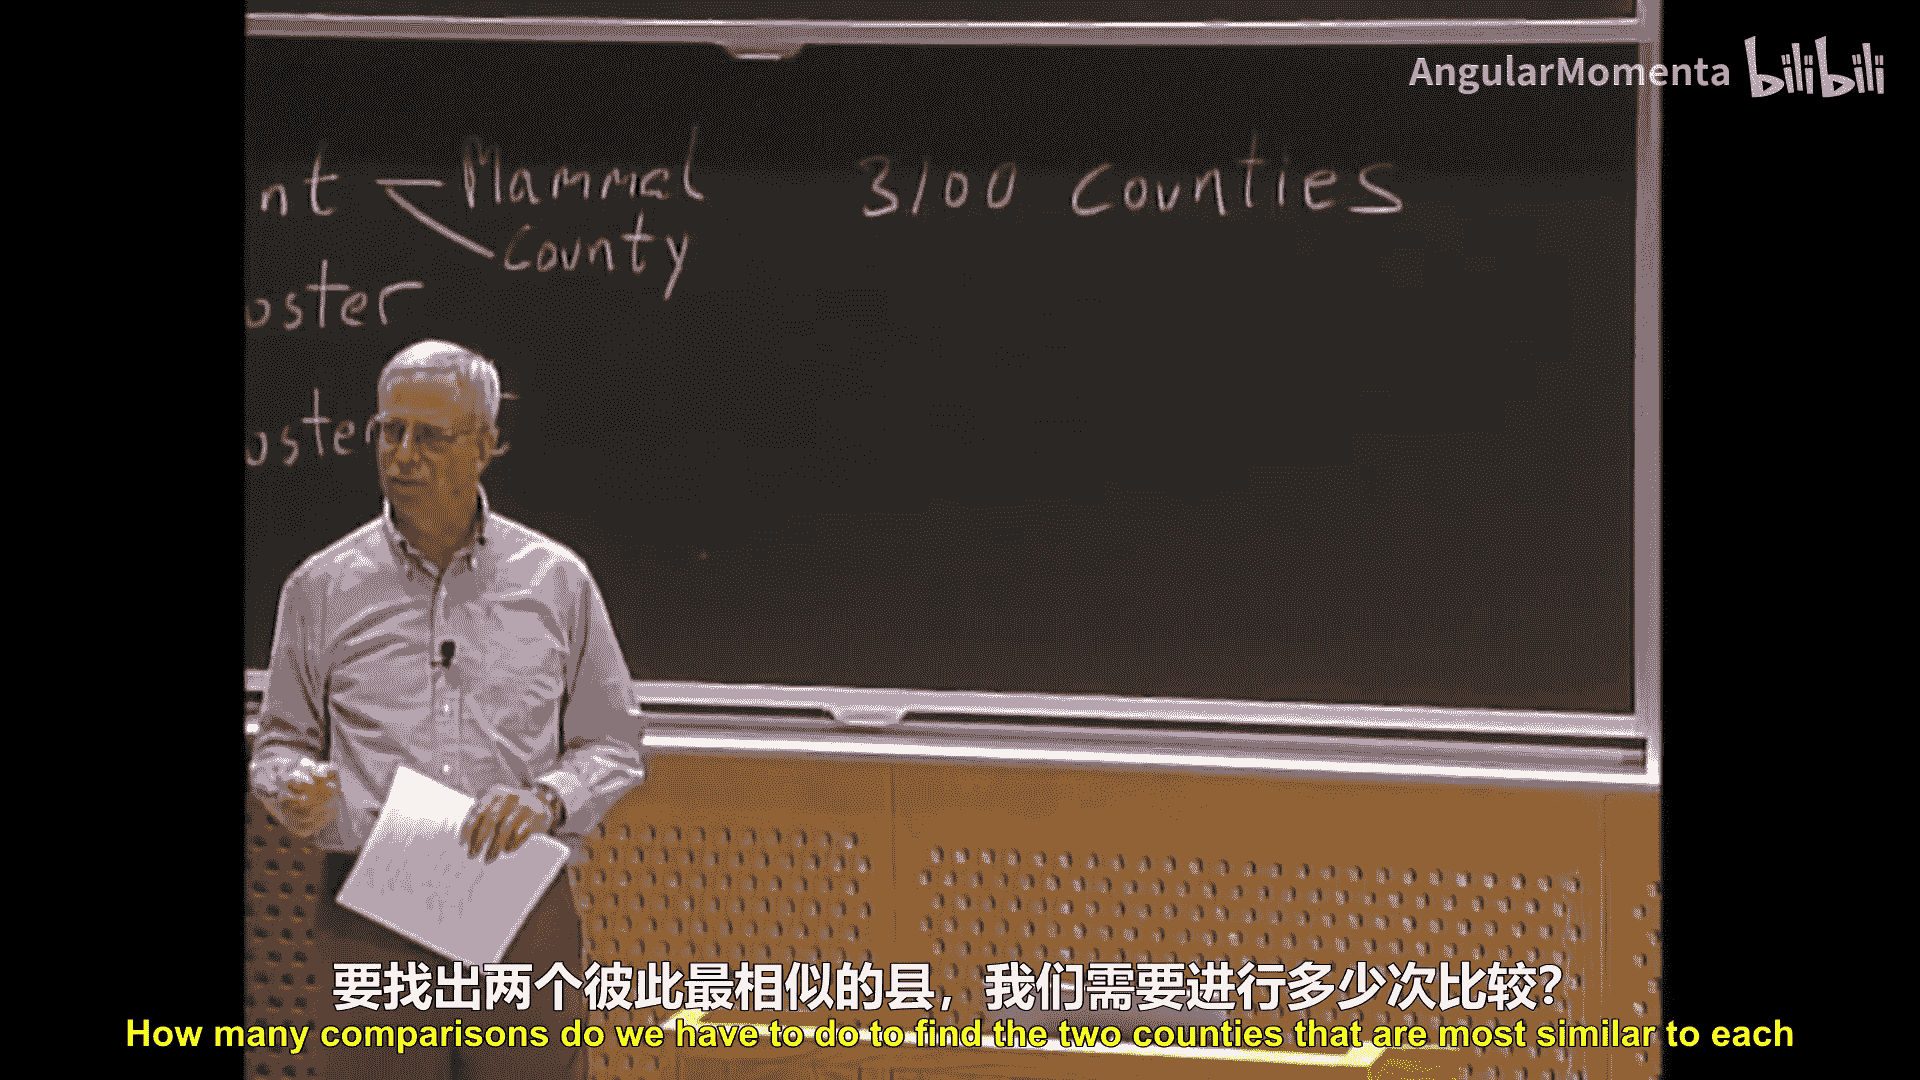 AngularMomenta bilibili
nt Mammal 3100 Counties
County
oster
oste
要找出两个彼此最相似的县，我们需要进行多少次比较？
How many comparisons do we have to do to find the two counties that are most similar to each